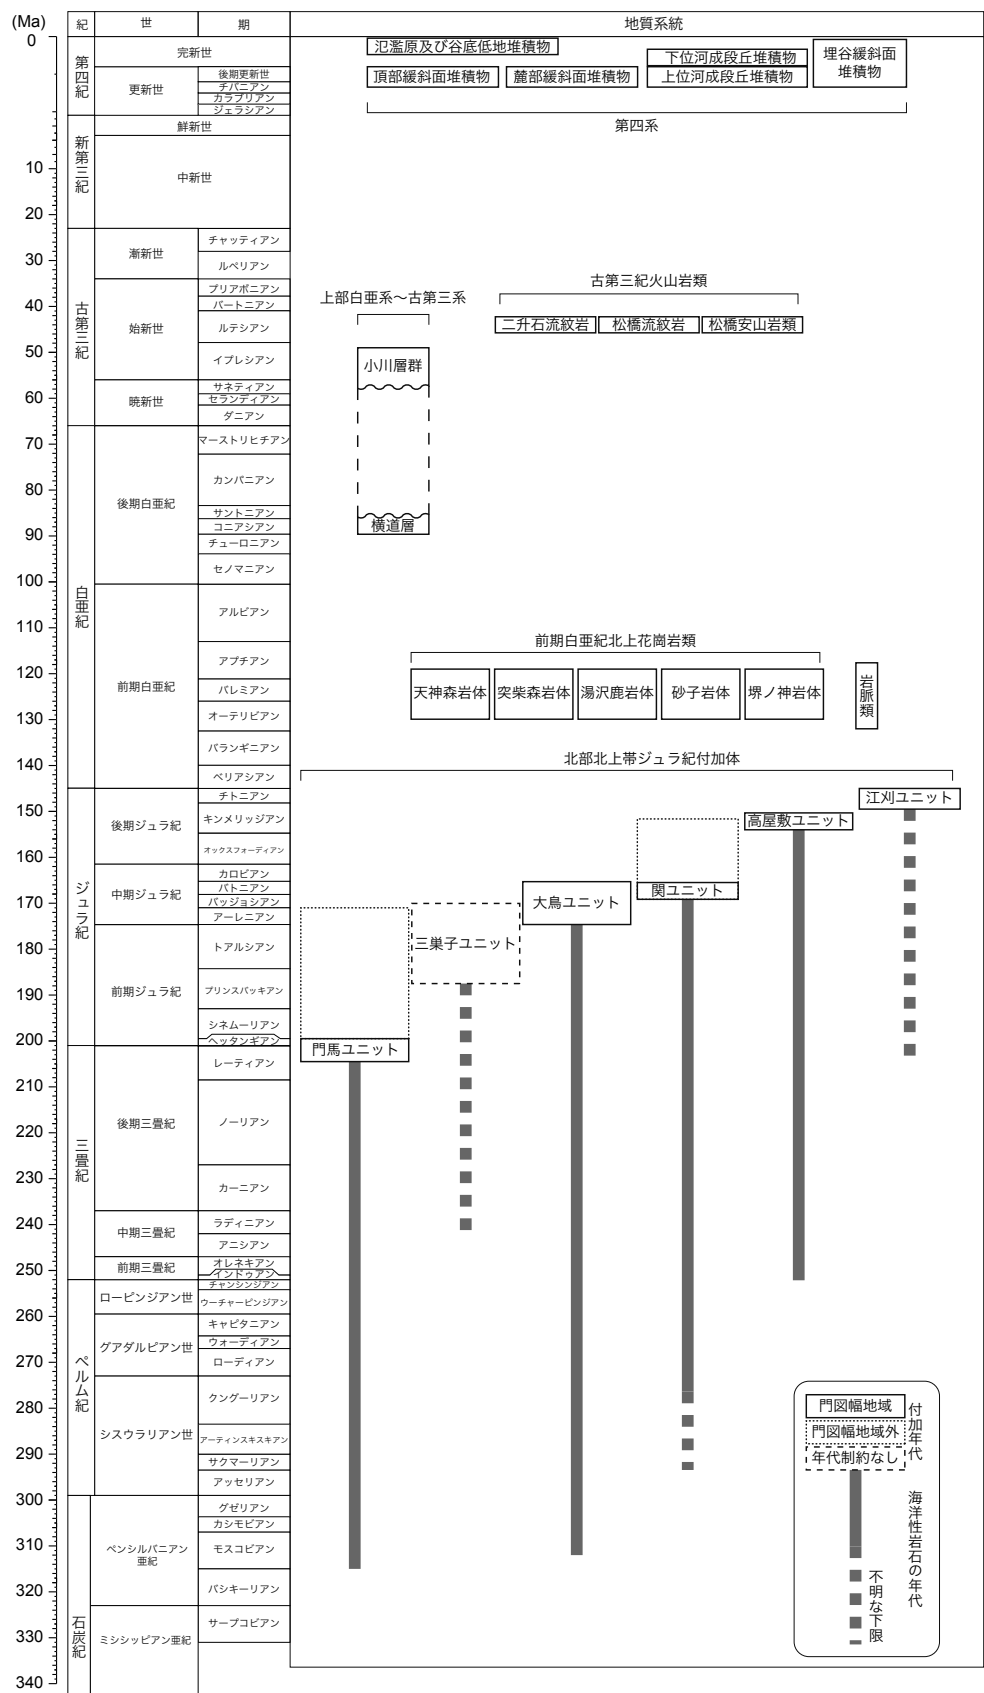 (Ma)
紀
世
期
地質系統
0
10
20
30
40
50
60
70
80
90
100
110
120
130
140
150
160
170
180
190
200
210
220
230
240
250
260
270
280
290
300
310
320
330
340
第四紀
新第三紀
古第三紀
白亜紀
ジュラ紀
三畳紀
ペルム紀
石炭紀
完新世
更新世
鮮新世
中新世
漸新世
始新世
暁新世
後期白亜紀
前期白亜紀
後期ジュラ紀
中期ジュラ紀
前期ジュラ紀
後期三畳紀
中期三畳紀
前期三畳紀
ローピンジアン世
グアダルピアン世
シスウラリアン世
ペンシルバニアン
亜紀
ミシシッピアン亜紀
後期更新世
チバニアン
カラブリアン
ジェラシアン
チャッティアン
ルペリアン
プリアボニアン
バートニアン
ルテシアン
イプレシアン
サネティアン
セランディアン
ダニアン
マーストリヒチアン
カンパニアン
サントニアン
コニアシアン
チューロニアン
セノマニアン
アルビアン
アプチアン
バレミアン
オーテリビアン
バランギニアン
ベリアシアン
チトニアン
キンメリッジアン
オックスフォーディアン
カロビアン
バトニアン
バッジョシアン
アーレニアン
トアルシアン
プリンスバッキアン
シネムーリアン
ヘッタンギアン
レーティアン
ノーリアン
カーニアン
ラディニアン
アニシアン
オレネキアン
インドゥアン
チャンシンジアン
ウーチャーピンジアン
キャピタニアン
ウォーディアン
ローディアン
クングーリアン
アーティンスキスキアン
サクマーリアン
アッセリアン
グゼリアン
カシモビアン
モスコビアン
バシキーリアン
サープコビアン
氾濫原及び谷底低地堆積物
頂部緩斜面堆積物
麓部緩斜面堆積物
下位河成段丘堆積物
上位河成段丘堆積物
埋谷緩斜面
堆積物
第四系
古第三紀火山岩類
二升石流紋岩
松橋流紋岩
松橋安山岩類
上部白亜系～古第三系
小川層群
横道層
前期白亜紀北上花崗岩類
天神森岩体
突柴森岩体
湯沢鹿岩体
砂子岩体
堺ノ神岩体
岩脈類
北部北上帯ジュラ紀付加体
江刈ユニット
高屋敷ユニット
関ユニット
大鳥ユニット
三巣子ユニット
門馬ユニット
門図幅地域
門図幅地域外
年代制約なし
付加年代
海洋性岩石の年代
不明な下限